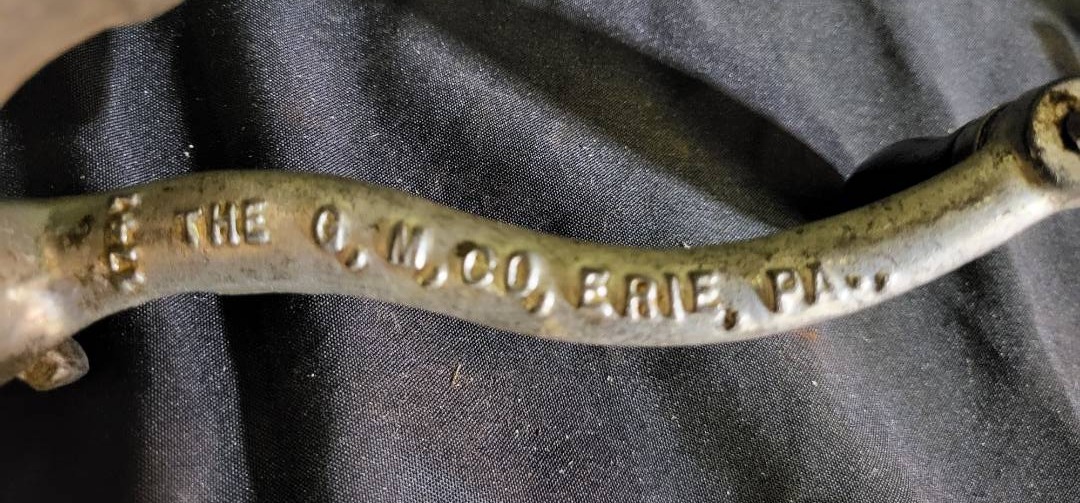 THE G, M, CO, ERIE, PA.,